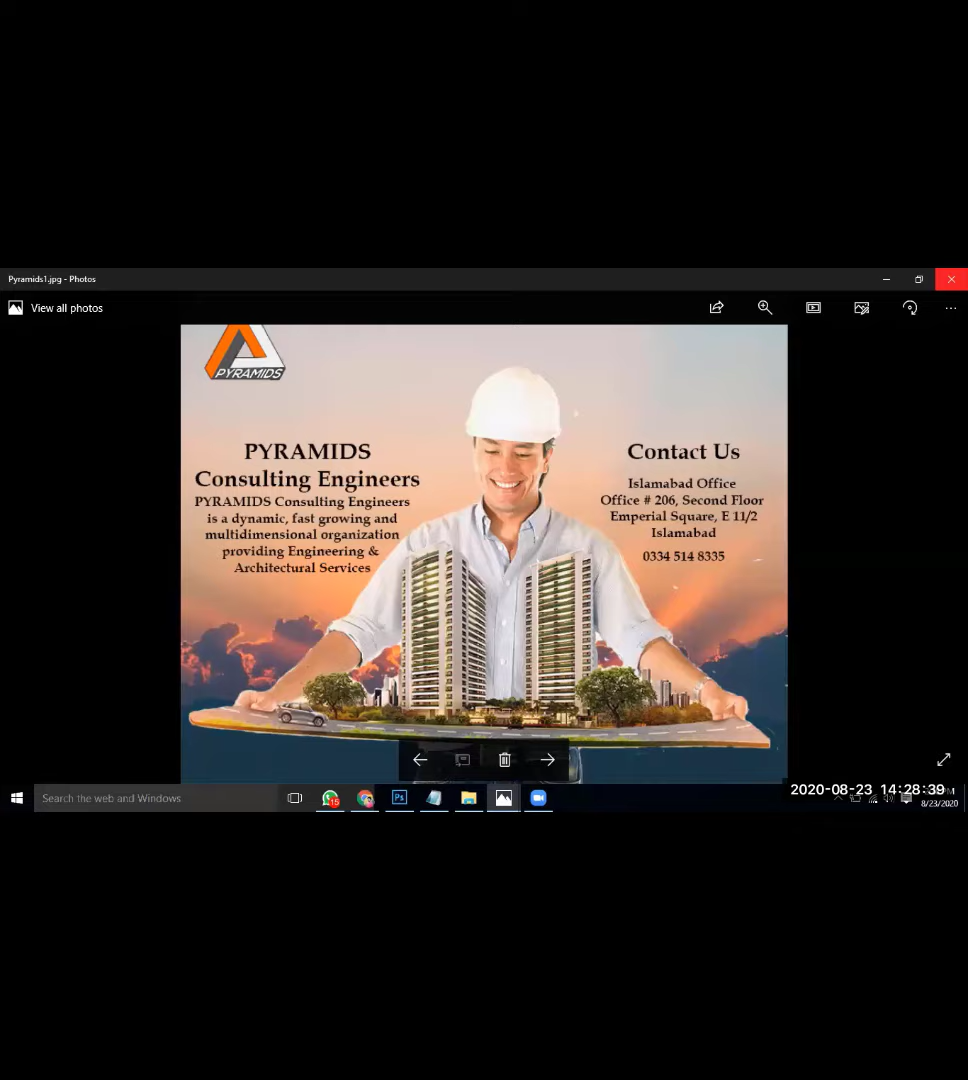 Pyramids1.jpg - Photos
View all photos
PYRAMIDS
PYRAMIDS
Consulting Engineers
PYRAMIDS Consulting Engineers
is a dynamic, fast growing and
multidimensional organization
providing Engineering &
Architectural Services
Contact Us
Islamabad Office
Office # 206, Second Floor
Emperial Square, E 11/2
Islamabad
0334 514 8335
Search the web and Windows
15
Ps
2020-08-23 14:28:39
8/23/2020